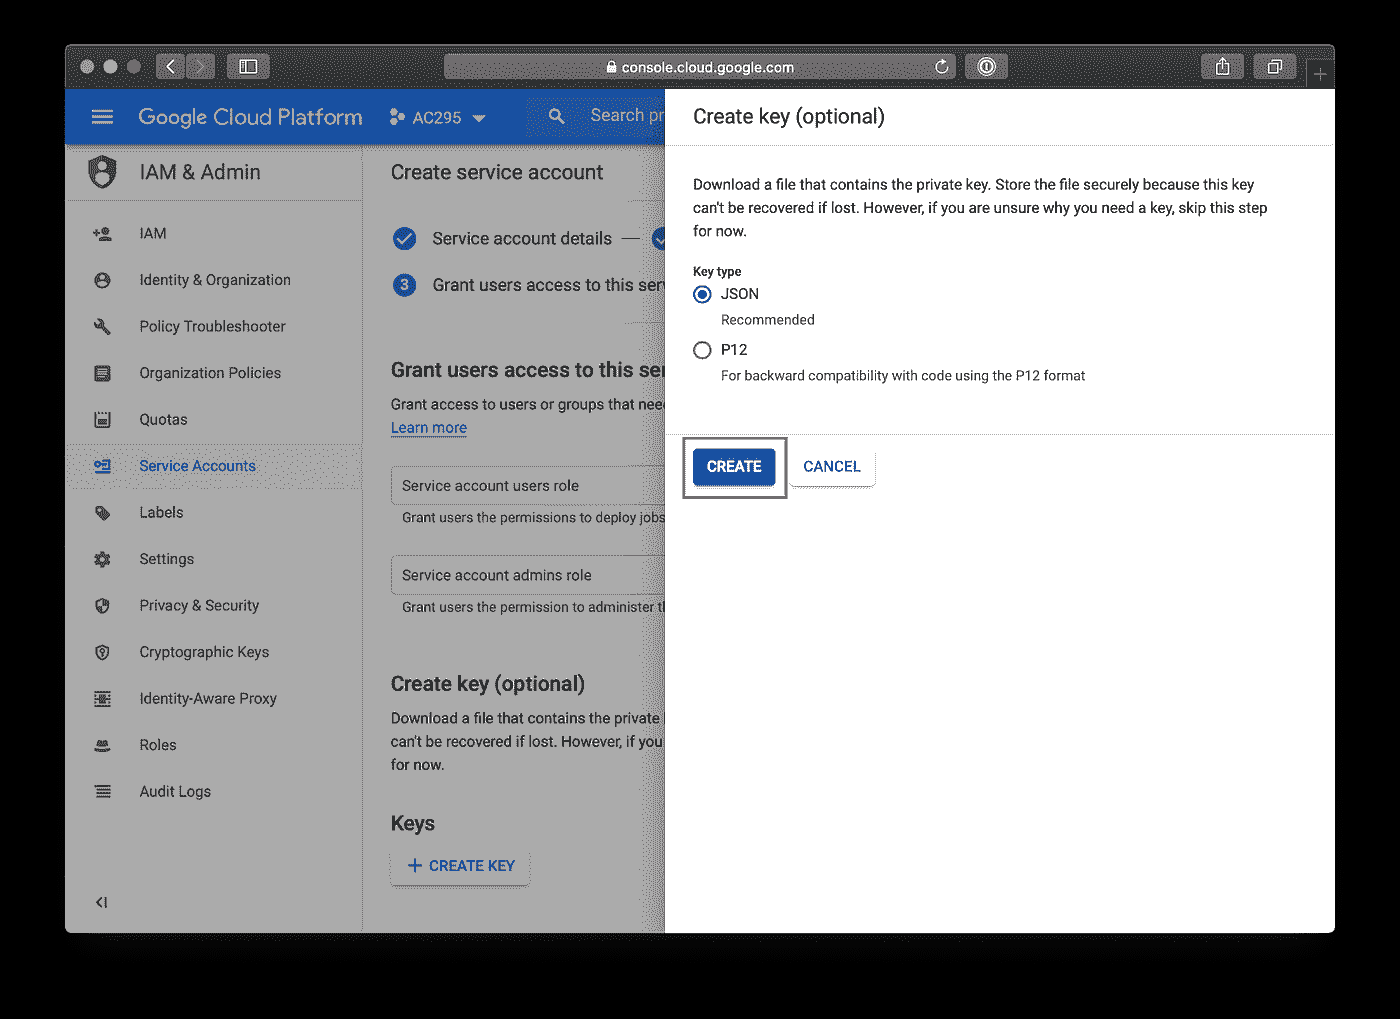 console.cloud.google.com
Google Cloud Platform
AC295
Search pr
IAM & Admin
IAM
Identity & Organization
Policy Troubleshooter
Organization Policies
Quotas
Service Accounts
Labels
Settings
Privacy & Security
Cryptographic Keys
Identity-Aware Proxy
Roles
Audit Logs
Create service account
Service account details
3 Grant users access to this ser
Grant users access to this ser
Grant access to users or groups that need
Learn more
Service account users role
Grant users the permissions to deploy jobs
Service account admins role
Grant users the permission to administer th
Create key (optional)
Download a file that contains the private
can't be recovered if lost. However, if you
for now.
Keys
+ CREATE KEY
Create key (optional)
Download a file that contains the private key. Store the file securely because this key
can't be recovered if lost. However, if you are unsure why you need a key, skip this step
for now.
Key type
JSON
Recommended
P12
For backward compatibility with code using the P12 format
CREATE
CANCEL